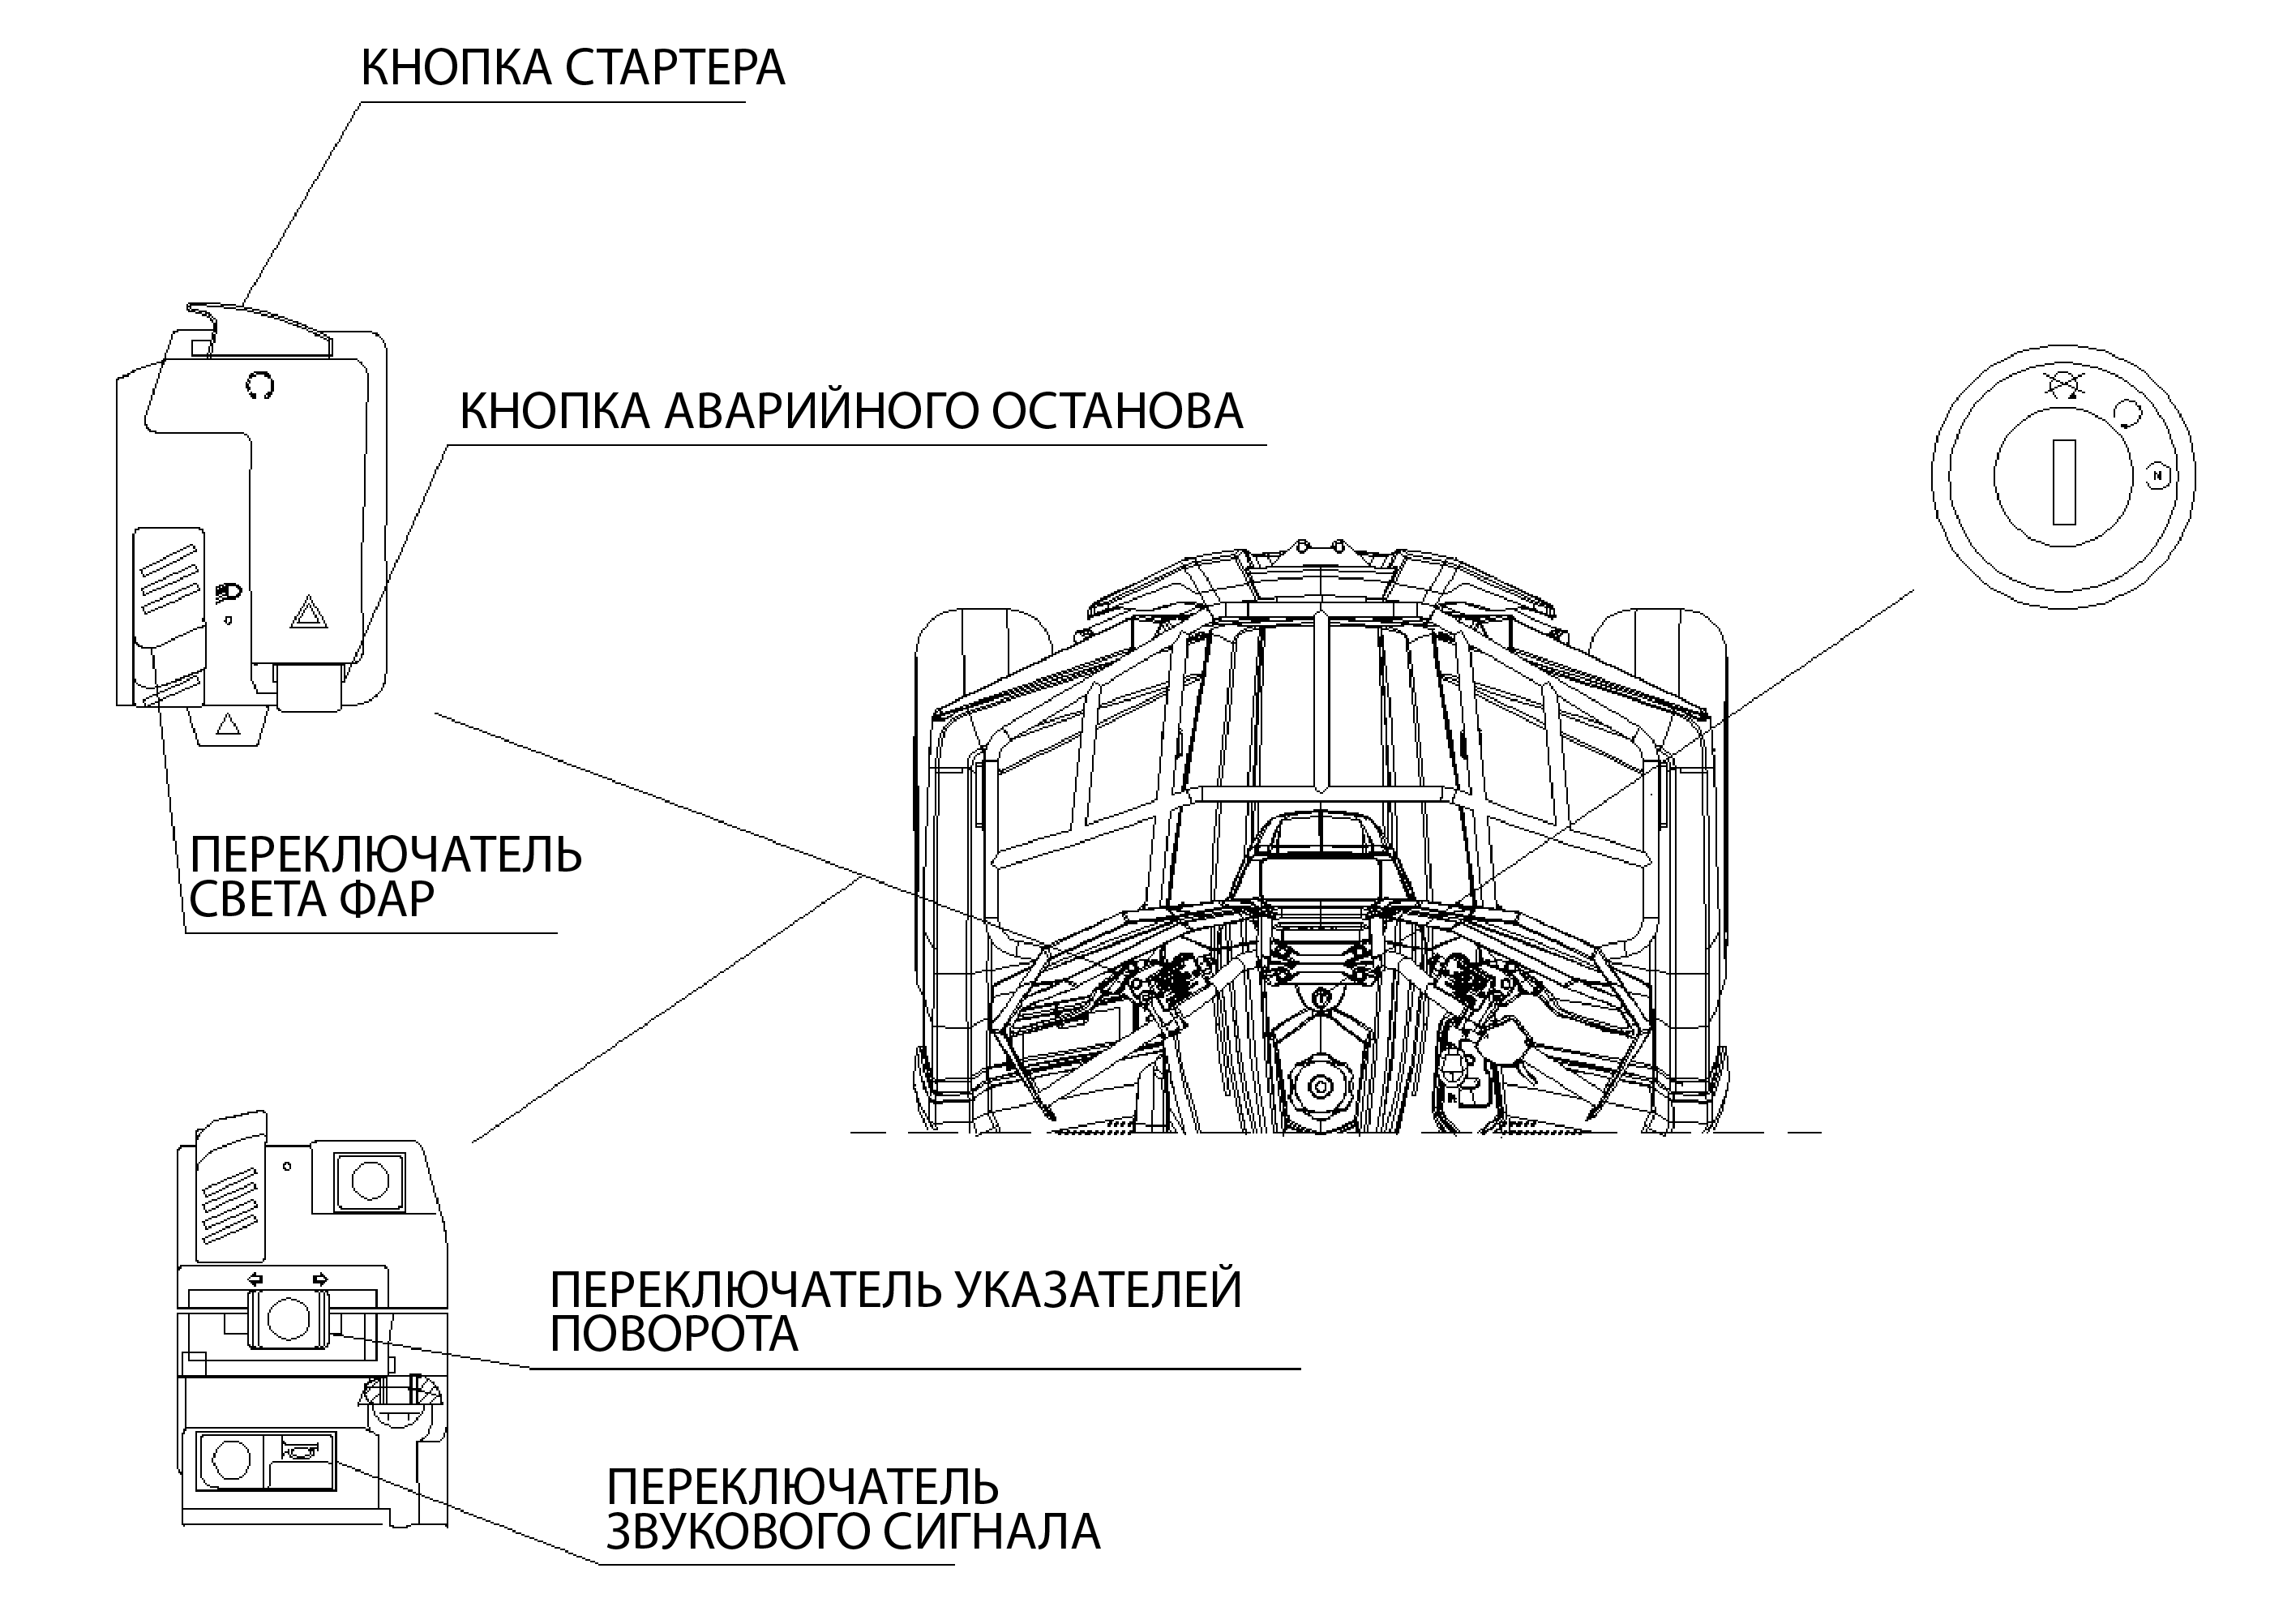 КНОПКА СТАРТЕРА
КНОПКА АВАРИЙНОГО ОСТАНОВА
N
ПЕРЕКЛЮЧАТЕЛЬ
СВЕТА ФАР
ПЕРЕКЛЮЧАТЕЛЬ УКАЗАТЕЛЕЙ
ПОВОРОТА
ПЕРЕКЛЮЧАТЕЛЬ
ЗВУКОВОГО СИГНАЛА